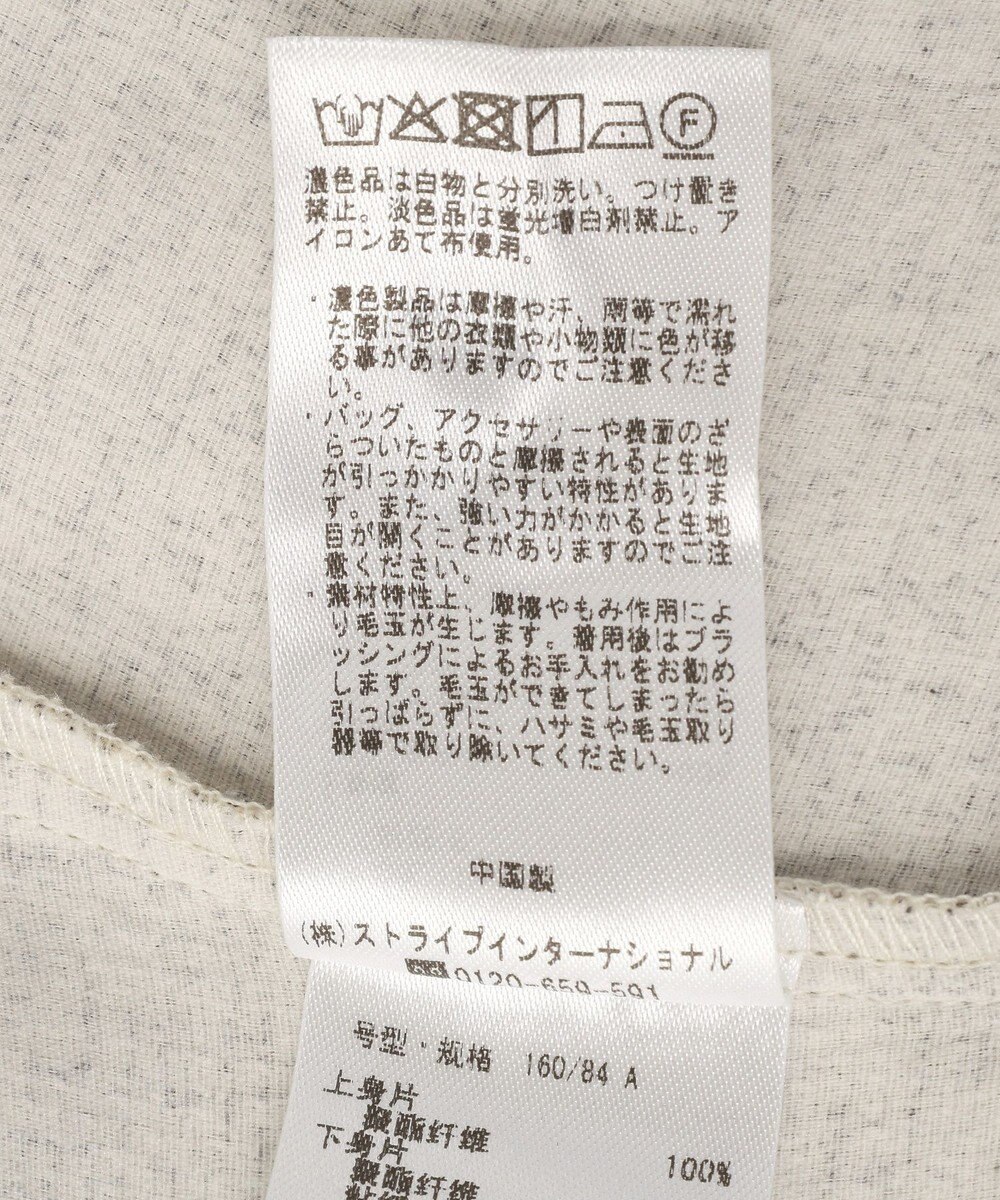 濃色品は白物と分別洗い。つけ置き
禁止。淡色品は蛍光増白剤禁止。ア
イロンあて布使用。
・濃色製品は摩擦や汗、雨等で濡れ
た際に他の衣類や小物類に色が移
る事がありますのでご注意くださ
い。
・バッグ、アクセサリーや表面のざ
らついたものと摩擦されると生地
が引っかかりやすい特性がありま
す。また、強い力がかかると生地
目が開くことがありますのでご注
意ください。
・素材特性上、摩擦やもみ作用によ
り毛玉が生じます。着用後はブラ
ッシングによるお手入れをお勧め
します。毛玉ができてしまったら
引っぱらずに、ハサミや毛玉取り
器等で取り除いてください。
中国製
(株)ストライプインターナショナル
0120-659-591
号型・规格 160/84 A
上身片
聚酯纤维
100%
下身片
聚酯纤维